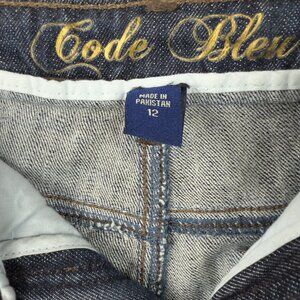 Code Bleu
MADE IN
PAKISTAN
12